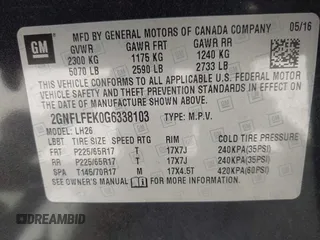 GM
MFD BY GENERAL MOTORS OF CANADA COMPANY
05/16
GVWR GAWR FRT GAWR RR
2300 KG 1175 KG 1240 KG
5070 LB 2590 LB 2733 LB
THIS VEHICLE CONFORMS TO ALL APPLICABLE U.S. FEDERAL MOTOR
VEHICLE SAFETY AND THEFT PREVENTION STANDARDS IN EFFECT ON
THE DATE OF MANUFACTURE SHOWN ABOVE.
2GNFLFEK0G6338103 TYPE: M.P.V.
MODEL: LH26
LBBT TIRE SIZE SPEED RTG RIM COLD TIRE PRESSURE
FRT P225/65R17 T 17X7J 240KPA(35PSI)
RR P225/65R17 T 17X7J 240KPA(35PSI)
SPA T145/70R17 M 17X4.5T 420KPA(60PSI)
SEE OWNER'S MANUAL FOR ADDITIONAL INFORMATION.
DREAMBID